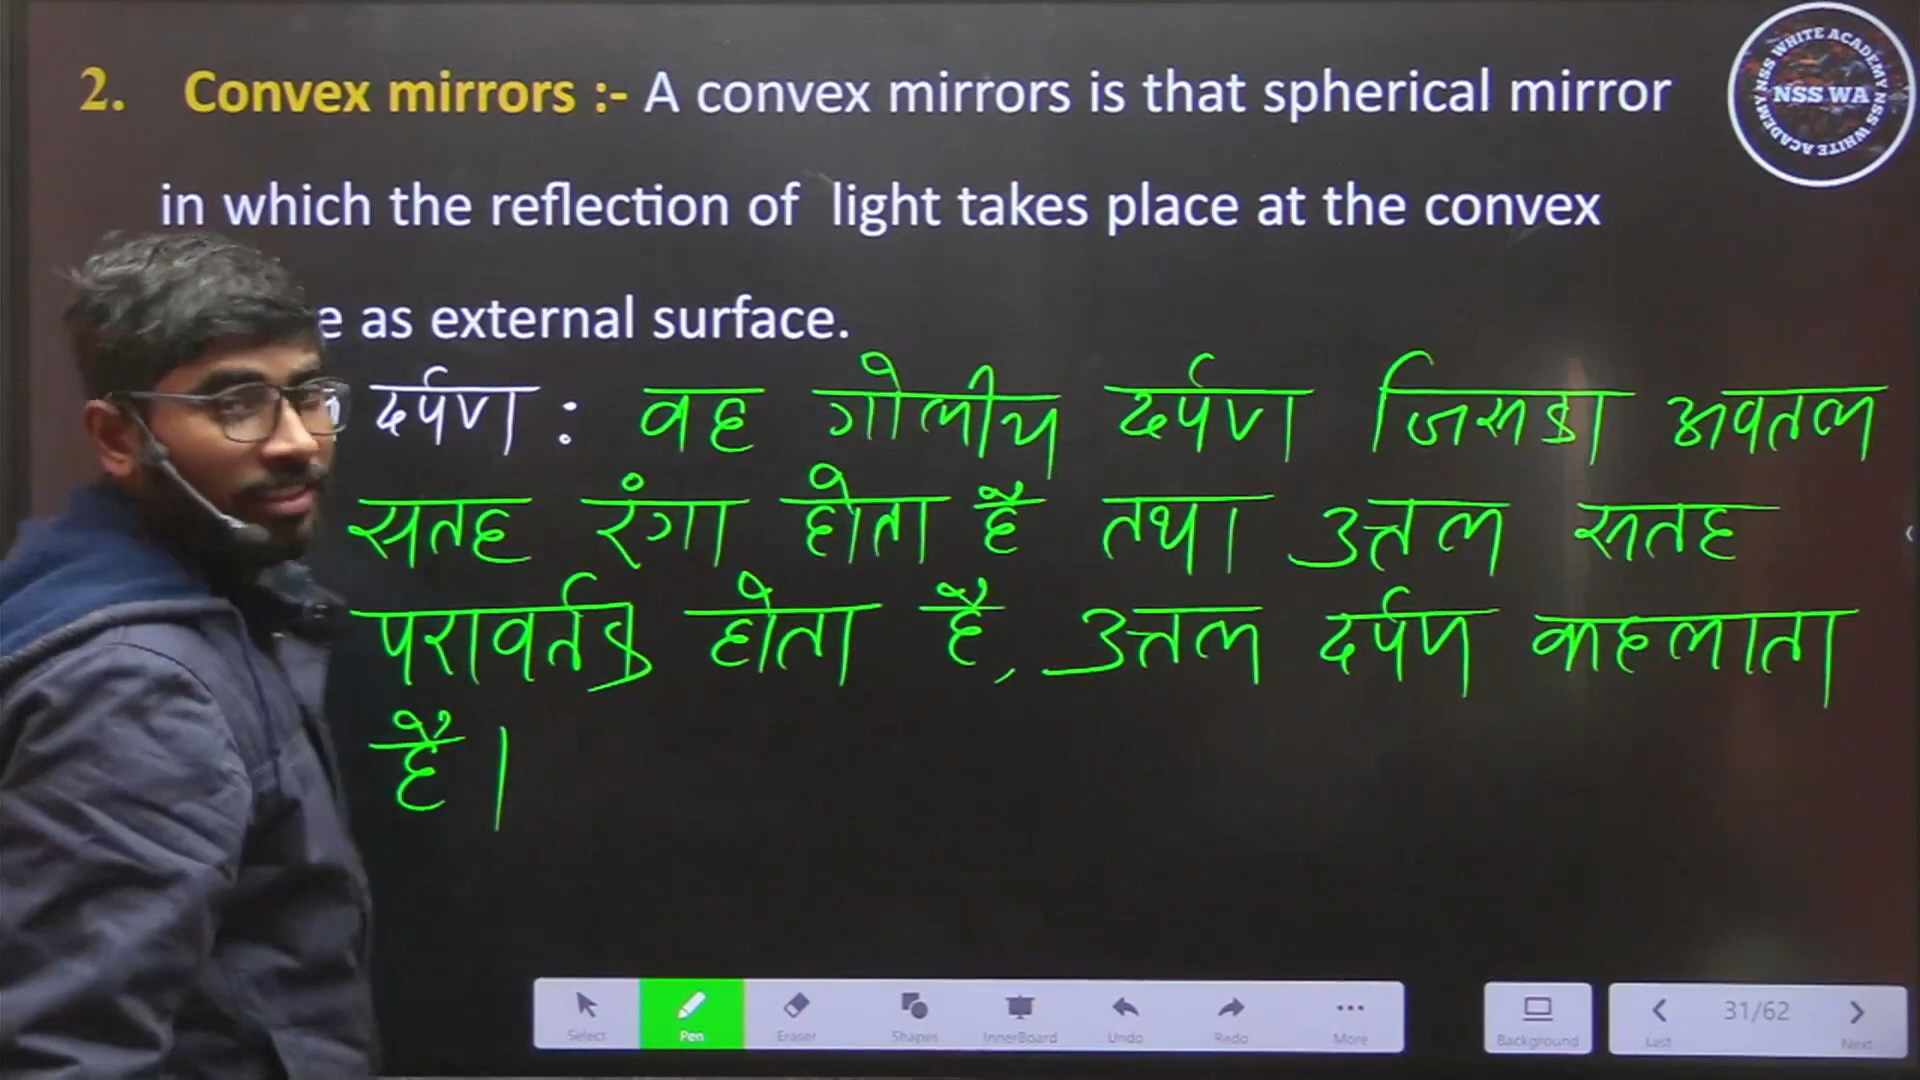 2. Convex mirrors :- A convex mirrors is that spherical mirror
in which the reflection of light takes place at the convex
e as external surface.
दर्पण : वह गोलीय दर्पण जिसका अवतल
सतह रंगा होता है तथा उत्तल सतह
परावर्तक होता है, उत्तल दर्पण कहलाता
है।
NSS WHITE ACADEMY NSS WHITE ACADEMY
NSS WA
Select Pen Eraser Shapes InnerBoard Undo Redo More Background Last 31/62 Next